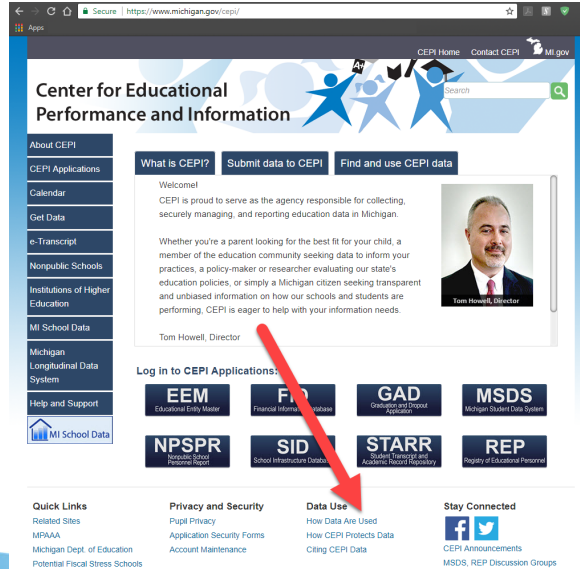 Secure | https://www.michigan.gov/cepi/
Apps
CEPI Home Contact CEPI MI.gov
A+
Center for Educational
Performance and Information
Search
About CEPI
CEPI Applications
Calendar
Get Data
e-Transcript
Nonpublic Schools
Institutions of Higher
Education
MI School Data
Michigan
Longitudinal Data
System
Help and Support
MI School Data
What is CEPI? Submit data to CEPI Find and use CEPI data
Welcome!
CEPI is proud to serve as the agency responsible for collecting,
securely managing, and reporting education data in Michigan.
Whether you're a parent looking for the best fit for your child, a
member of the education community seeking data to inform your
practices, a policy-maker or researcher evaluating our state's
education policies, or simply a Michigan citizen seeking transparent
and unbiased information on how our schools and students are
performing, CEPI is eager to help with your information needs.
Tom Howell, Director
Tom Howell, Director
Log in to CEPI Applications:
EEM
Educational Entity Master
FID
Financial Information Database
GAD
Graduation and Dropout
Application
MSDS
Michigan Student Data System
NPSPR
Nonpublic School
Personnel Report
SID
School Infrastructure Database
STARR
Student Transcript and
Academic Record Repository
REP
Registry of Educational Personnel
Quick Links
Related Sites
MPAAA
Michigan Dept. of Education
Potential Fiscal Stress Schools
Privacy and Security
Pupil Privacy
Application Security Forms
Account Maintenance
Data Use
How Data Are Used
How CEPI Protects Data
Citing CEPI Data
Stay Connected
CEPI Announcements
MSDS, REP Discussion Groups